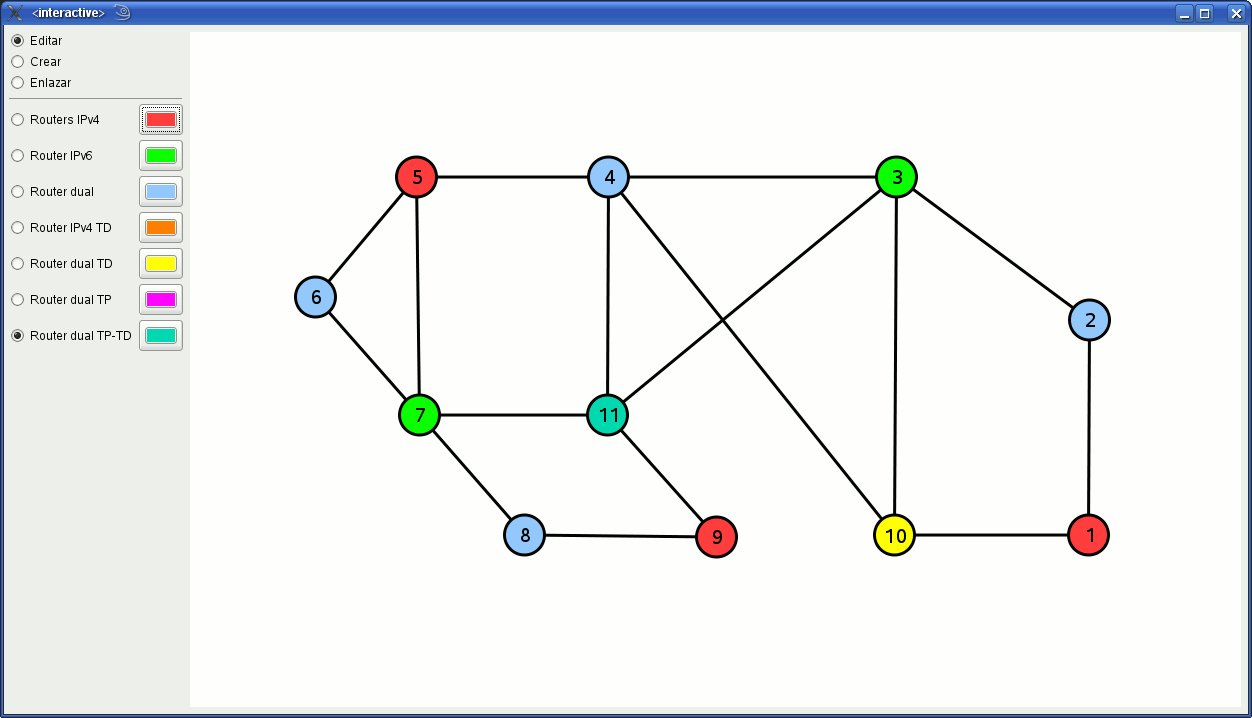 <interactive>
Editar
Crear
Enlazar
Routers IPv4
Router IPv6
Router dual
Router IPv4 TD
Router dual TD
Router dual TP
Router dual TP-TD
5
4
3
6
2
7
11
8
9
10
1